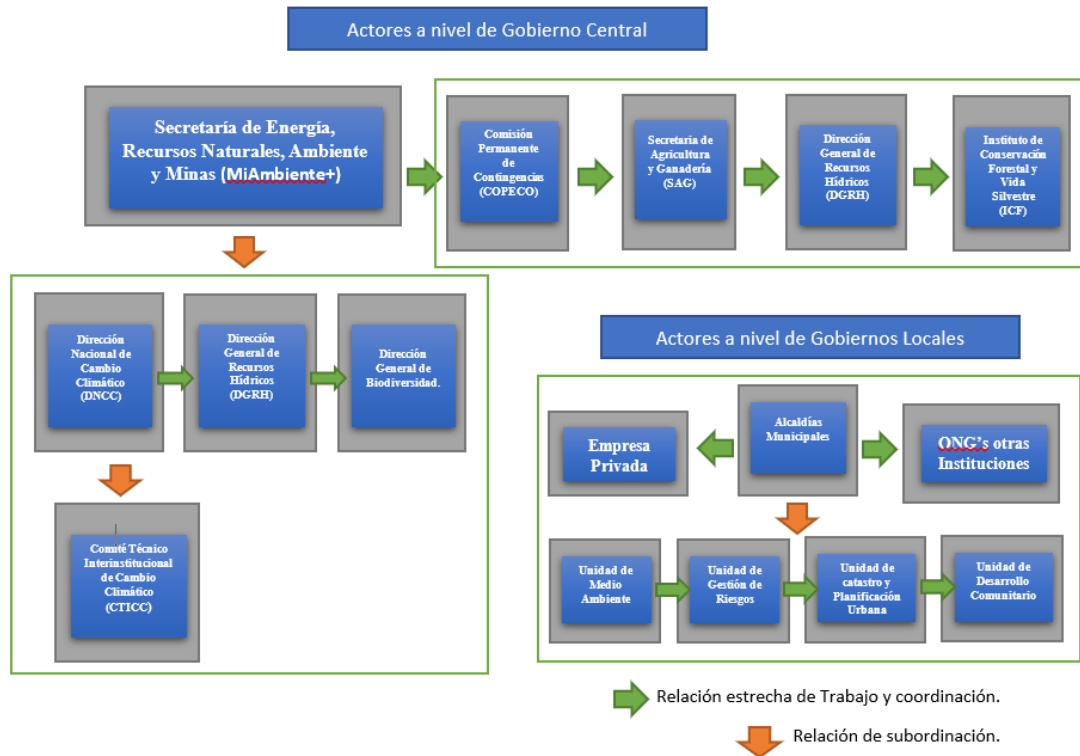 Actores a nivel de Gobierno Central
Secretaría de Energía,
Recursos Naturales, Ambiente
y Minas (MiAmbiente+)
Comisión
Permanente
de
Contingencias
(COPECO)
Secretaria de
Agricultura
y Ganadería
(SAG)
Dirección
General de
Recursos
Hídricos
(DGRH)
Instituto de
Conservación
Forestal y
Vida
Silvestre
(ICF)
Dirección
Nacional de
Cambio
Climático
(DNCC)
Dirección
General de
Recursos
Hídricos
(DGRH)
Dirección
General de
Biodiversidad.
Comité Técnico
Interinstitucional
de Cambio
Climático
(CTICC)
Actores a nivel de Gobiernos Locales
Empresa
Privada
Alcaldías
Municipales
ONG's otras
Instituciones
Unidad de
Medio
Ambiente
Unidad de
Gestión de
Riesgos
Unidad de
catastro y
Planificación
Urbana
Unidad de
Desarrollo
Comunitario
Relación estrecha de Trabajo y coordinación.
Relación de subordinación.